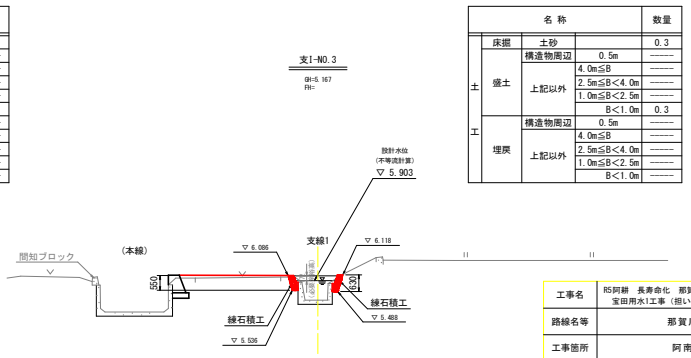 支I-NO.3
GH=5.167
FH=
名 称 数量
土工
床掘 土砂 0.3
盛土 構造物周辺 0.5m -----
上記以外 4.0m≦B -----
2.5m≦B<4.0m -----
1.0m≦B<2.5m -----
B<1.0m 0.3
埋戻 構造物周辺 0.5m -----
上記以外 4.0m≦B -----
2.5m≦B<4.0m -----
1.0m≦B<2.5m -----
B<1.0m -----
設計水位
(不等流計算)
▽ 5.903
間知ブロック
(本線)
▽ 6.086
支線1
▽ 6.118
550
630
練石積工
▽ 5.536
練石積工
▽ 5.488
工事名 R5阿耕 長寿命化 那賀
宝田用水1工事(担い
路線名等 那賀川
工事箇所 阿南